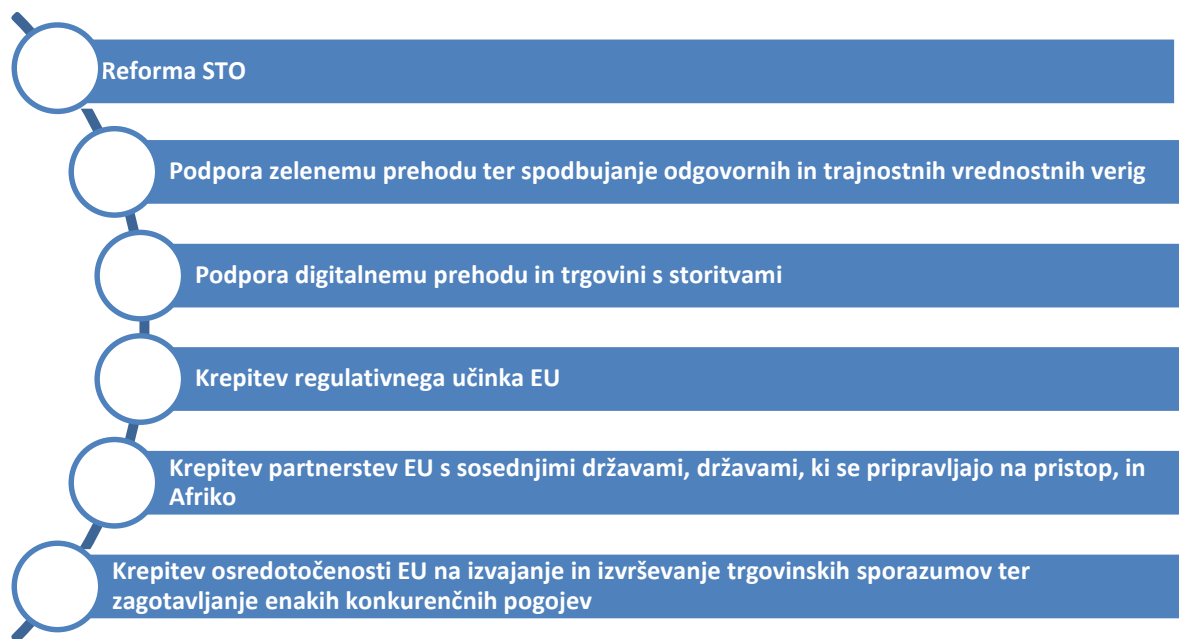 Reforma STO
Podpora zelenemu prehodu ter spodbujanje odgovornih in trajnostnih vrednostnih verig
Podpora digitalnemu prehodu in trgovini s storitvami
Krepitev regulativnega učinka EU
Krepitev partnerstev EU s sosednjimi državami, državami, ki se pripravljajo na pristop, in
Afriko
Krepitev osredotočenosti EU na izvajanje in izvrševanje trgovinskih sporazumov ter
zagotavljanje enakih konkurenčnih pogojev